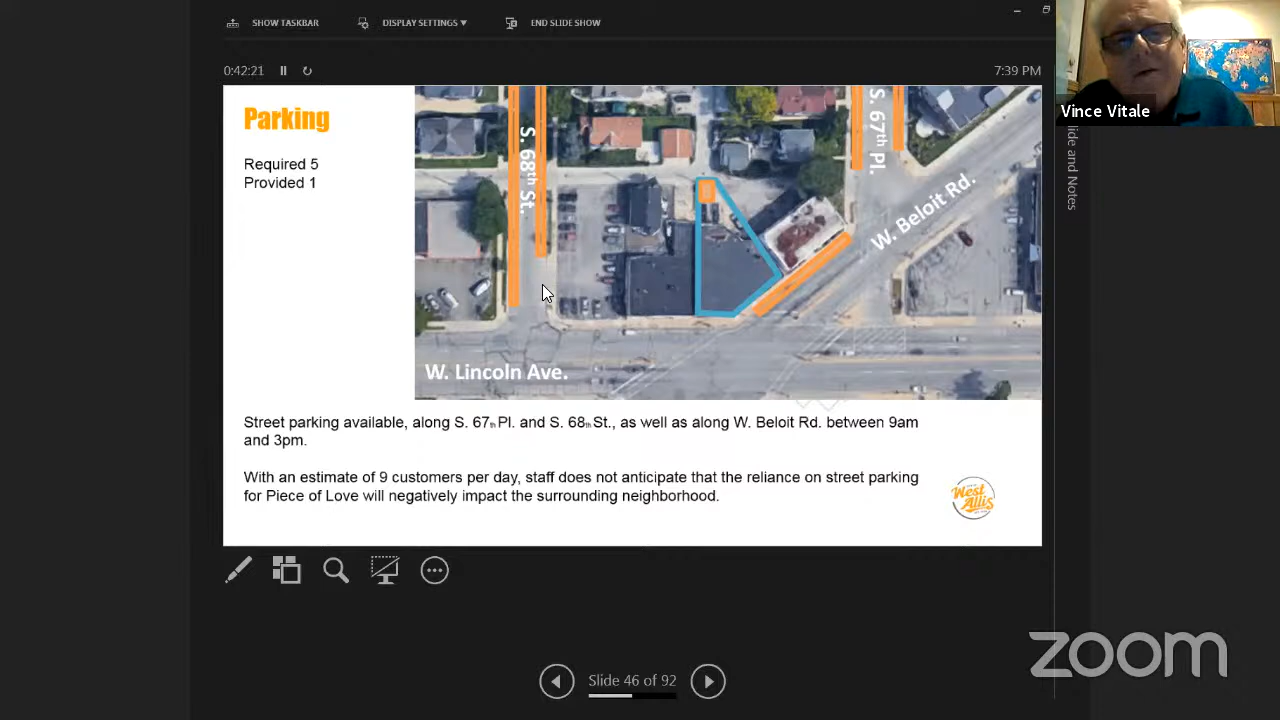 SHOW TASKBAR
DISPLAY SETTINGS ▼
END SLIDE SHOW
0:42:21
7:39 PM
Vince Vitale
Slide and Notes
Parking
Required 5
Provided 1
S. 68th St.
S. 67th Pl.
W. Beloit Rd.
W. Lincoln Ave.
Street parking available, along S. 67th Pl. and S. 68th St., as well as along W. Beloit Rd. between 9am
and 3pm.
With an estimate of 9 customers per day, staff does not anticipate that the reliance on street parking
for Piece of Love will negatively impact the surrounding neighborhood.
West
Allis
Slide 46 of 92
zoom